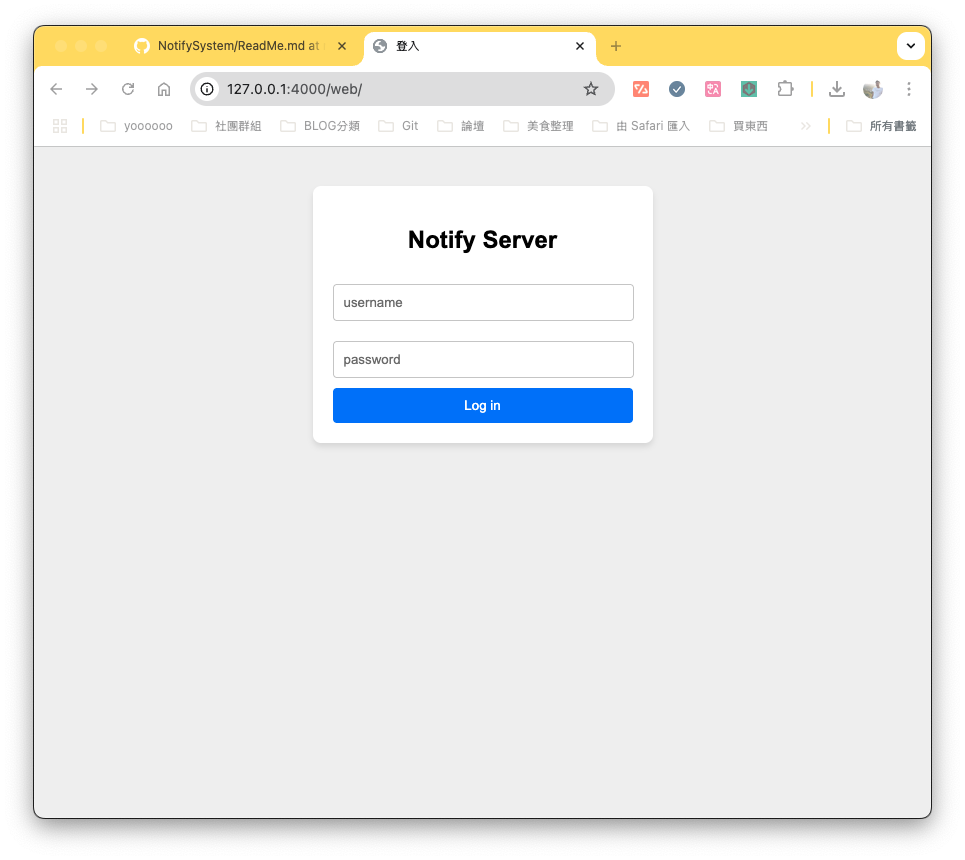 NotifySystem/ReadMe.md at
登入
127.0.0.1:4000/web/
yoooooo 社團群組 BLOG分類 Git 論壇 美食整理 由 Safari 匯入 買東西 所有書籤
Notify Server
username
password
Log in